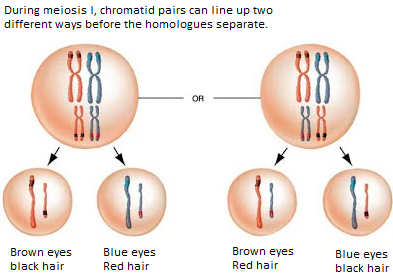 During meiosis I, chromatid pairs can line up two
different ways before the homologues separate.
OR
Brown eyes
black hair
Blue eyes
Red hair
Brown eyes
Red hair
Blue eyes
black hair